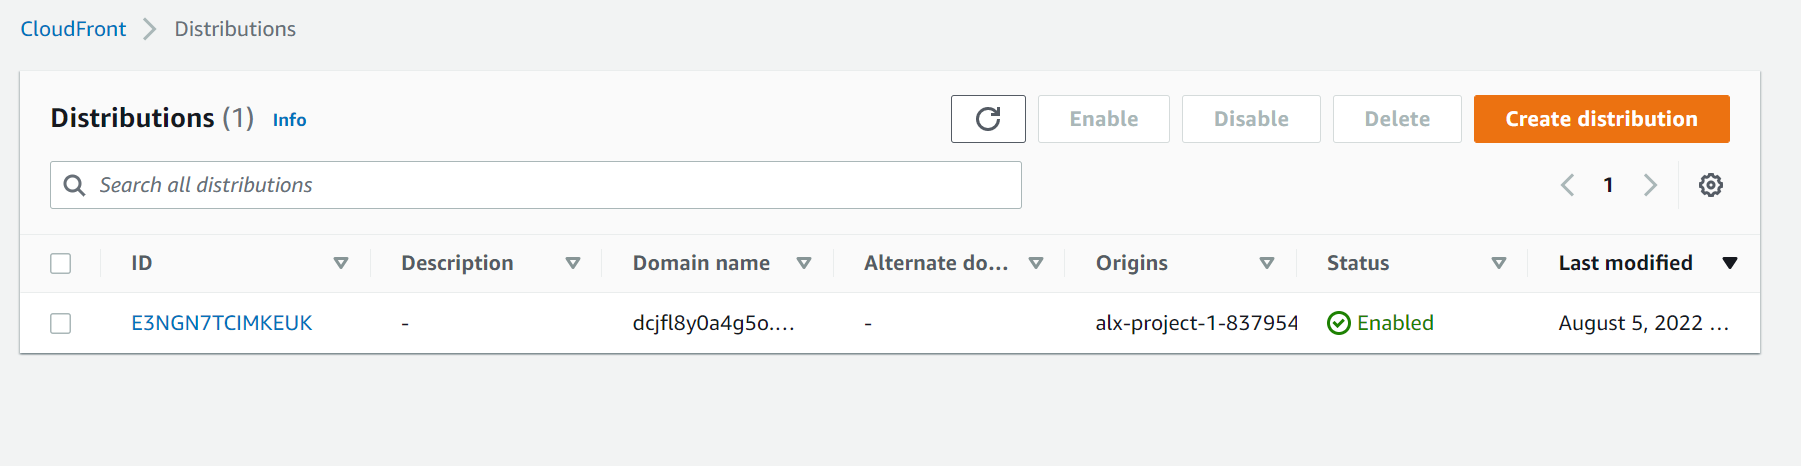 CloudFront > Distributions
Distributions (1) Info Enable Disable Delete Create distribution
Search all distributions 1
ID Description Domain name Alternate do... Origins Status Last modified
E3NGN7TCIMKEUK - dcjfl8y0a4g5o.... - alx-project-1-837954 Enabled August 5, 2022 ...